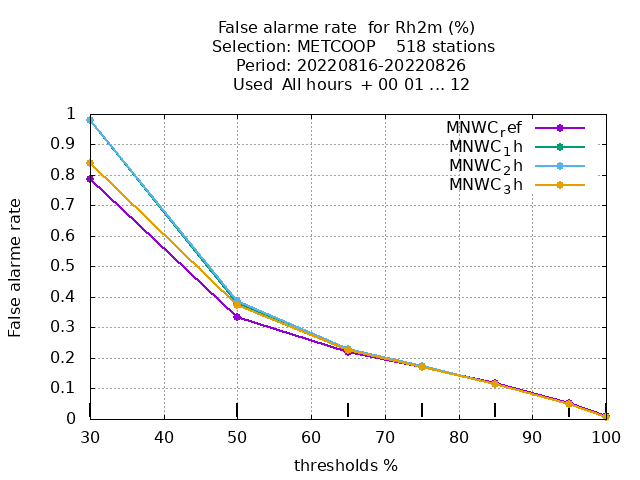 False alarme rate  for Rh2m (%)
Selection: METCOOP    518 stations
Period: 20220816-20220826
Used  All hours  + 00 01 ... 12
MNWC_ref
MNWC_1h
MNWC_2h
MNWC_3h
1
0.9
0.8
0.7
0.6
0.5
0.4
0.3
0.2
0.1
0
False alarme rate
30 40 50 60 70 80 90 100
thresholds %